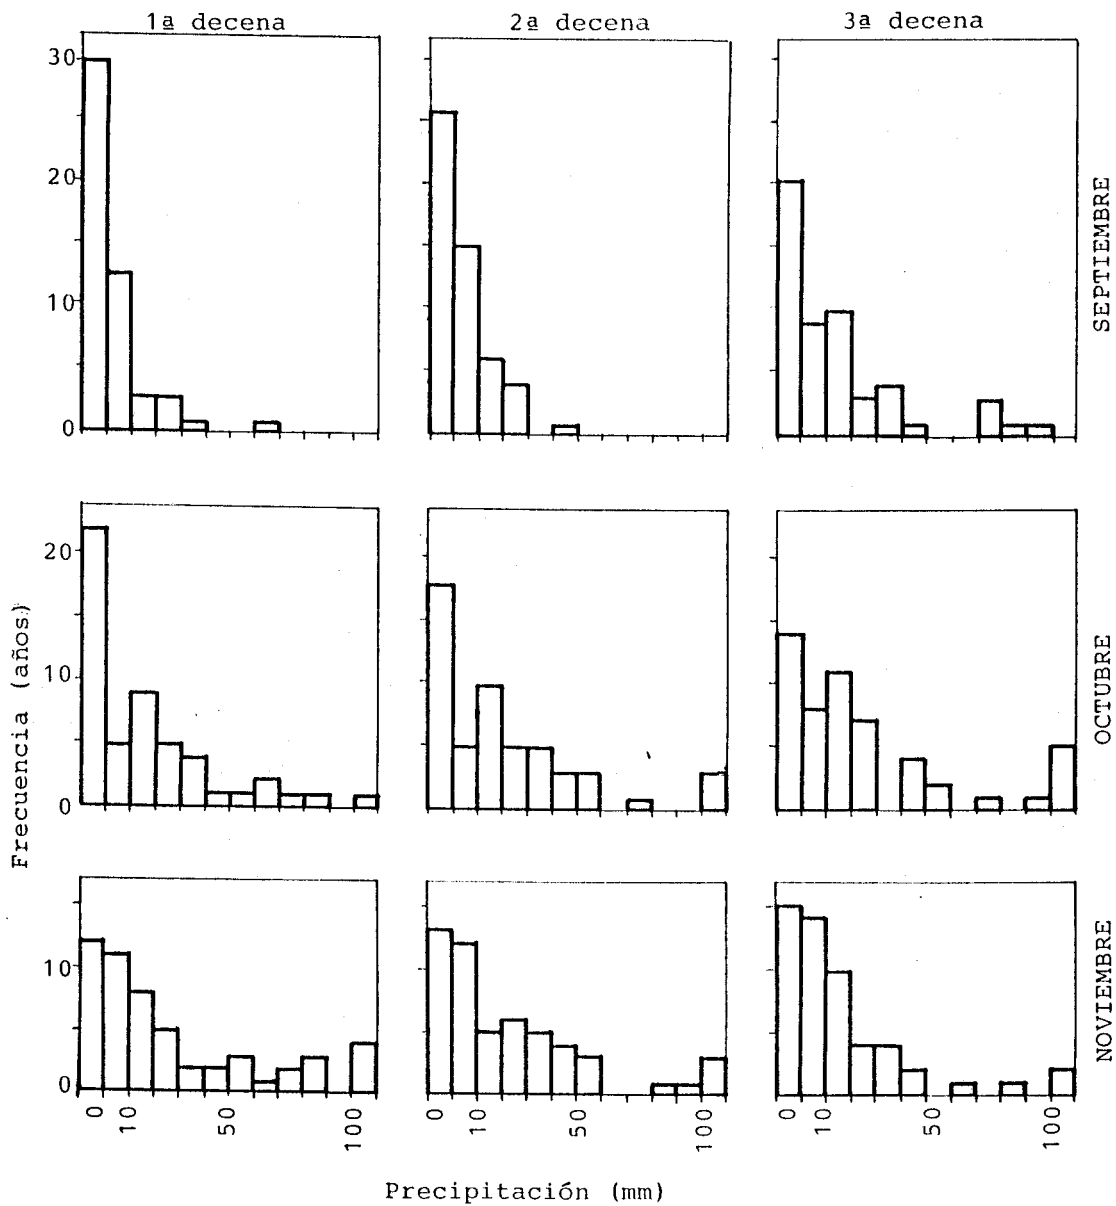 1ª decena 2ª decena 3ª decena
30
20
10
0
SEPTIEMBRE
20
10
0
OCTUBRE
Frecuencia (años)
10
0
NOVIEMBRE
0 10 50 100 0 10 50 100 0 10 50 100
Precipitación (mm)